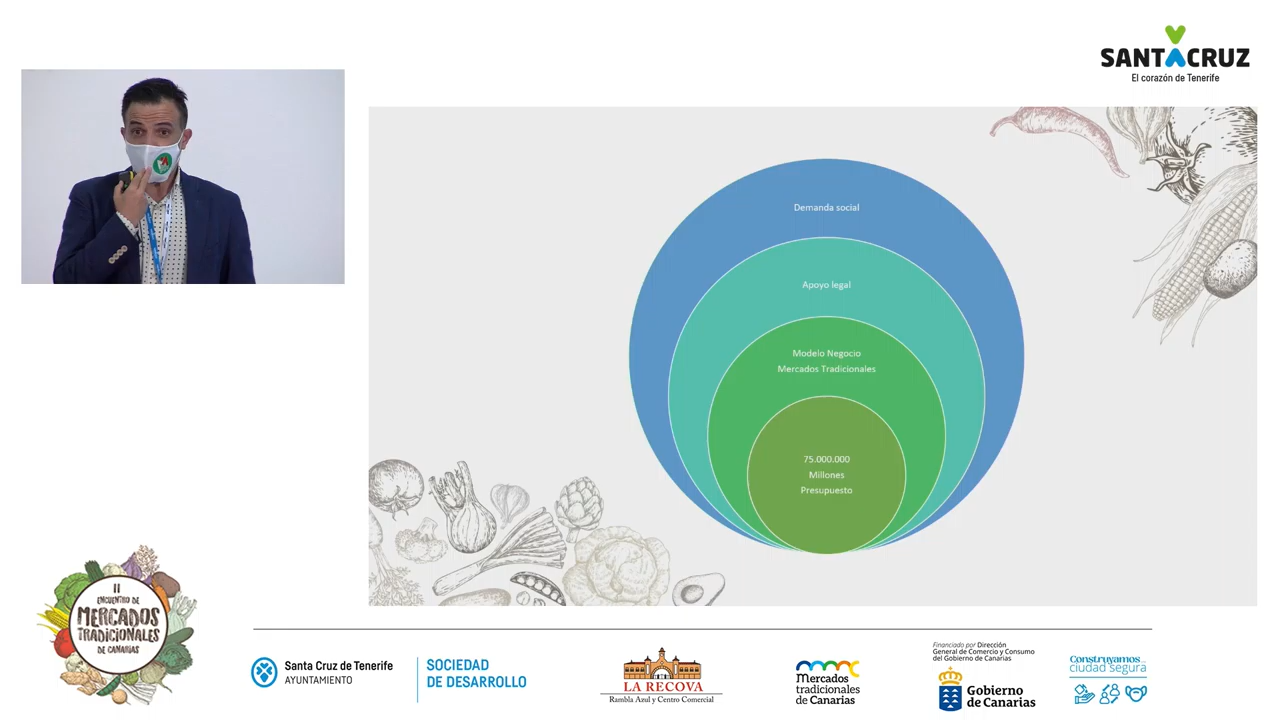 SANTACRUZ
El corazón de Tenerife
Demanda social
Apoyo legal
Modelo Negocio
Mercados Tradicionales
75.000.000
Millones
Presupuesto
II
ENCUENTRO DE
MERCADOS
TRADICIONALES
DE CANARIAS
Santa Cruz de Tenerife
AYUNTAMIENTO
SOCIEDAD
DE DESARROLLO
LA RECOVA
Rambla Azul y Centro Comercial
Mercados
tradicionales
de Canarias
Financiado por Dirección
General de Comercio y Consumo
del Gobierno de Canarias
Gobierno
de Canarias
Construyamos
ciudad segura